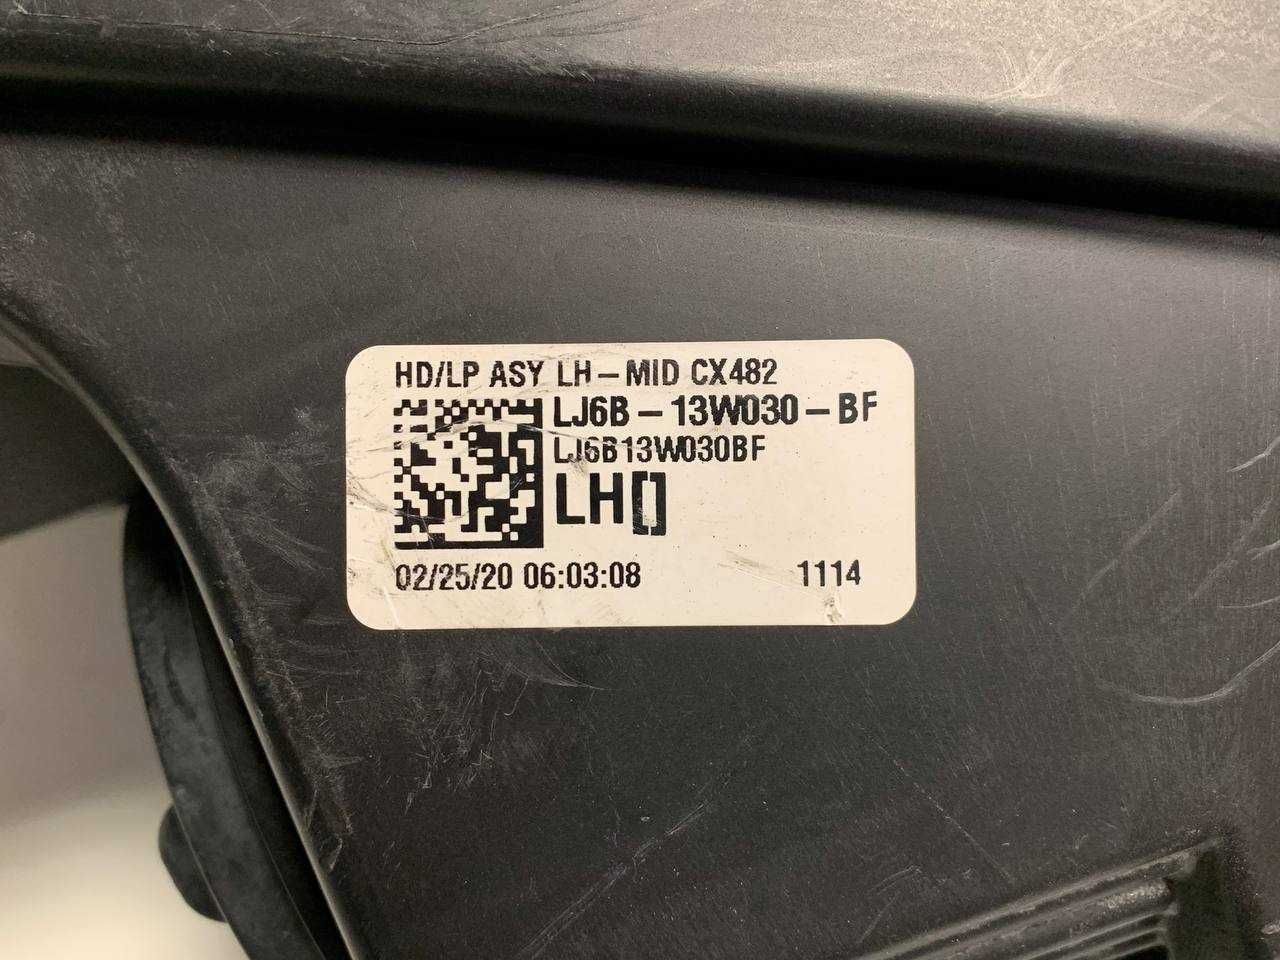 HD/LP ASY LH-MID CX482
LJ6B-13W030-BF
LJ6B13W030BF
LH[]
02/25/20 06:03:08 1114